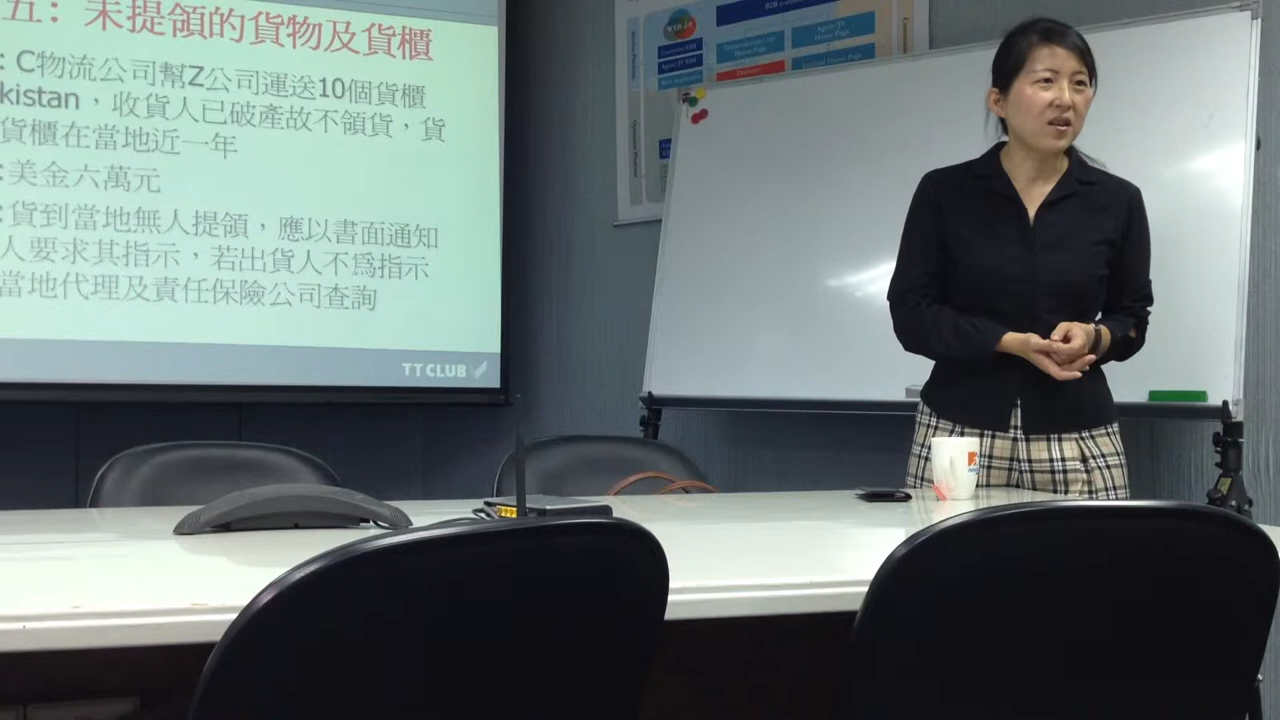 五: 未提領的貨物及貨櫃
: C物流公司幫Z公司運送10個貨櫃
kistan，收貨人已破產故不領貨，貨
貨櫃在當地近一年
: 美金六萬元
: 貨到當地無人提領，應以書面通知
人要求其指示，若出貨人不為指示
當地代理及責任保險公司查詢
TT CLUB